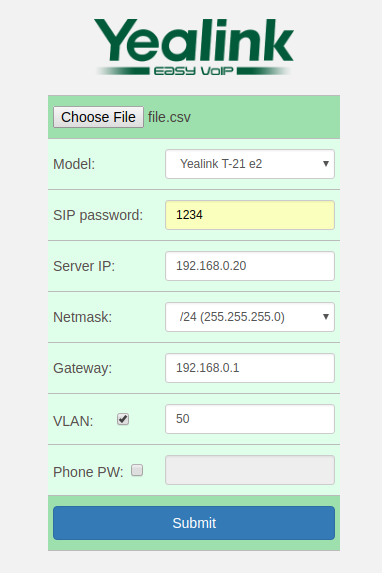 Yealink
EASY VoIP
Choose File file.csv
Model: Yealink T-21 e2
SIP password: 1234
Server IP: 192.168.0.20
Netmask: /24 (255.255.255.0)
Gateway: 192.168.0.1
VLAN: 50
Phone PW:
Submit